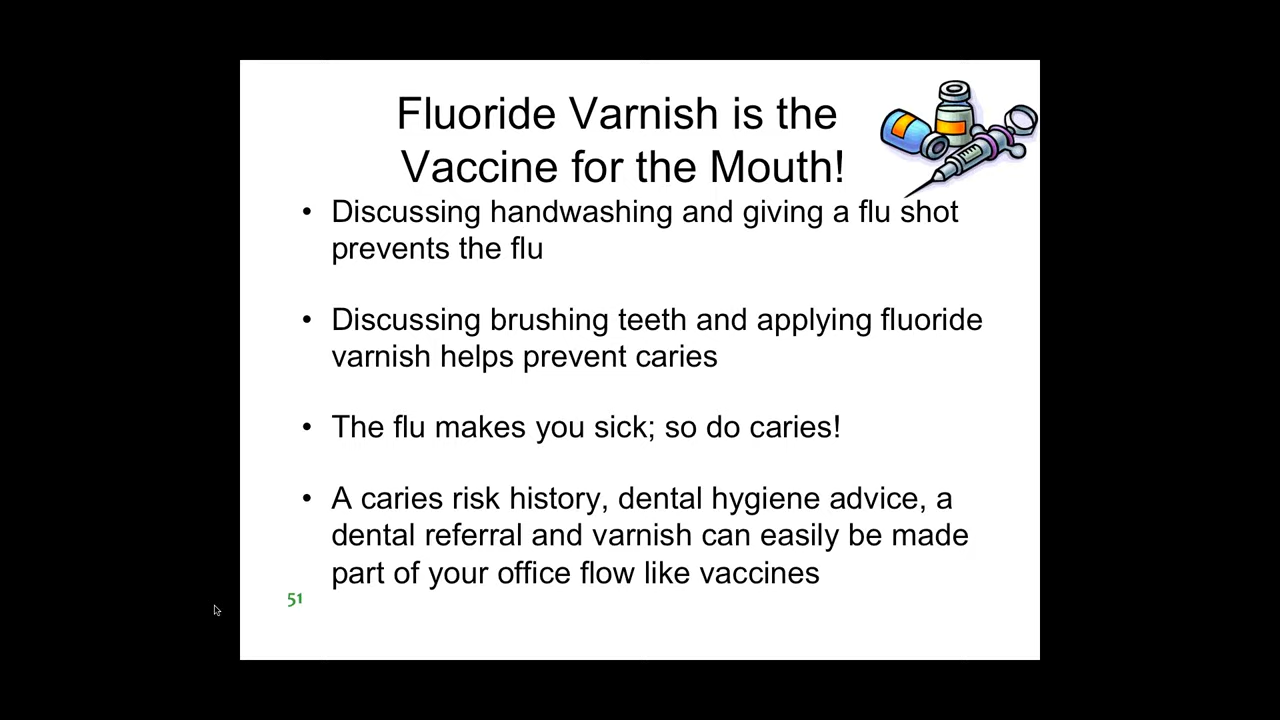 Fluoride Varnish is the
Vaccine for the Mouth!
• Discussing handwashing and giving a flu shot
prevents the flu
• Discussing brushing teeth and applying fluoride
varnish helps prevent caries
• The flu makes you sick; so do caries!
• A caries risk history, dental hygiene advice, a
dental referral and varnish can easily be made
part of your office flow like vaccines
51